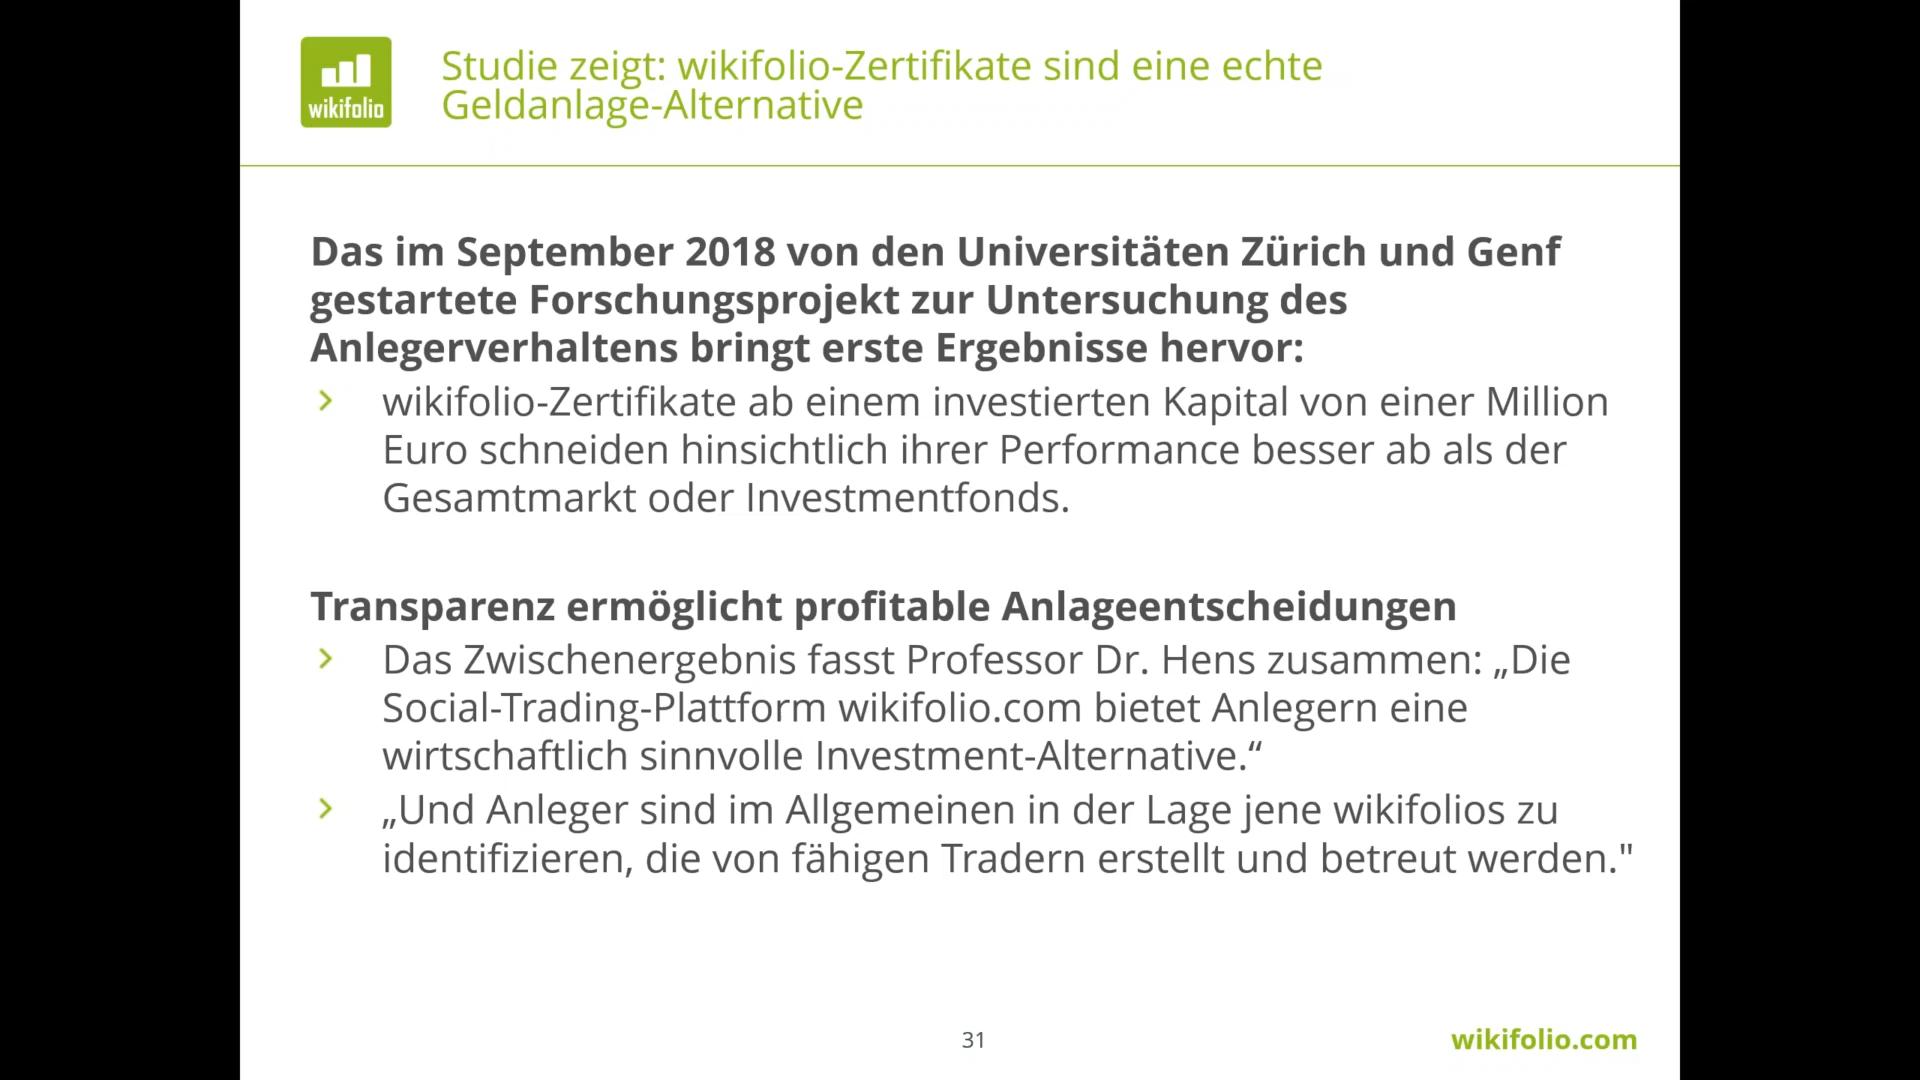 wikifolio
Studie zeigt: wikifolio-Zertifikate sind eine echte
Geldanlage-Alternative
Das im September 2018 von den Universitäten Zürich und Genf
gestartete Forschungsprojekt zur Untersuchung des
Anlegerverhaltens bringt erste Ergebnisse hervor:
› wikifolio-Zertifikate ab einem investierten Kapital von einer Million
Euro schneiden hinsichtlich ihrer Performance besser ab als der
Gesamtmarkt oder Investmentfonds.
Transparenz ermöglicht profitable Anlageentscheidungen
› Das Zwischenergebnis fasst Professor Dr. Hens zusammen: „Die
Social-Trading-Plattform wikifolio.com bietet Anlegern eine
wirtschaftlich sinnvolle Investment-Alternative.“
› „Und Anleger sind im Allgemeinen in der Lage jene wikifolios zu
identifizieren, die von fähigen Tradern erstellt und betreut werden."
31
wikifolio.com